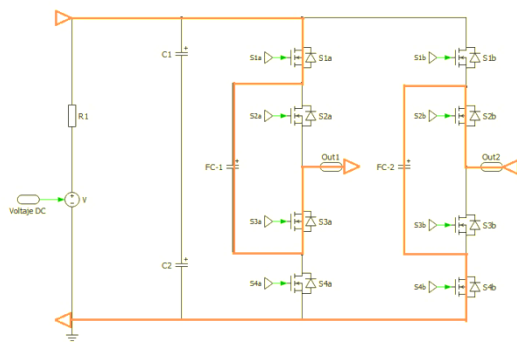 C1
S1a
S1a
S1b
S1b
R1
S2a
S2a
S2b
S2b
FC-1
Out1
FC-2
Out2
Voltaje DC
V
S3a
S3a
S3b
S3b
C2
S4a
S4a
S4b
S4b